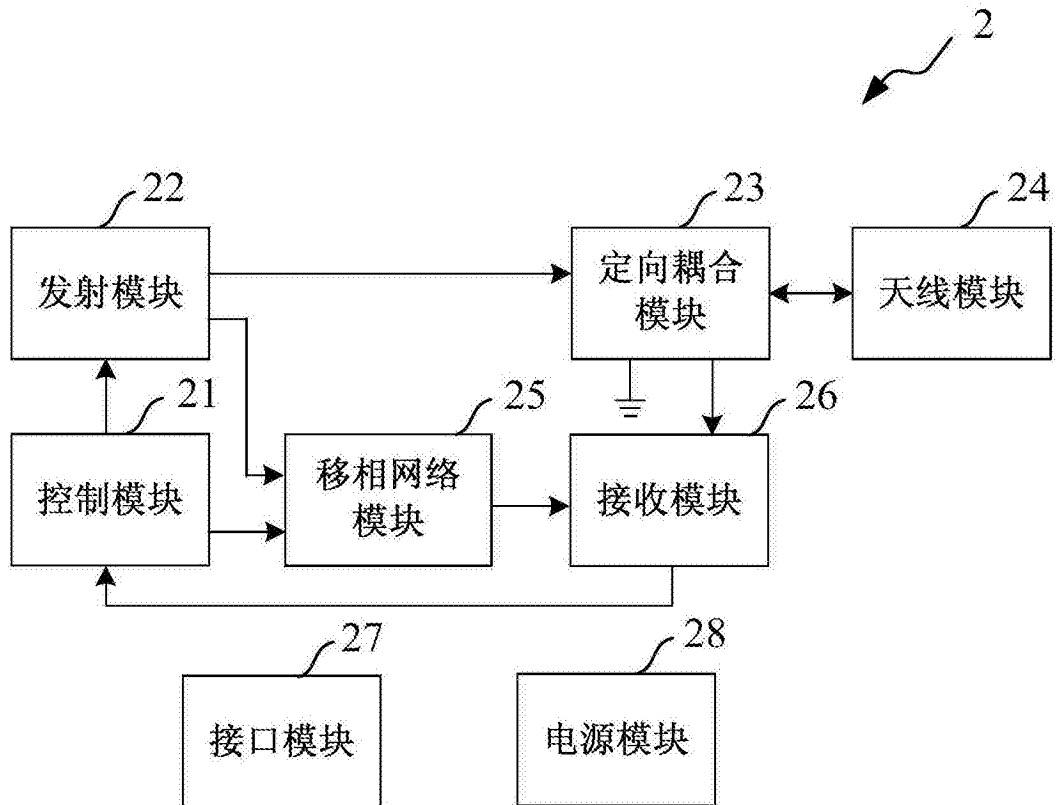 2
22
发射模块
23
定向耦合
模块
24
天线模块
21
控制模块
25
移相网络
模块
26
接收模块
27
接口模块
28
电源模块